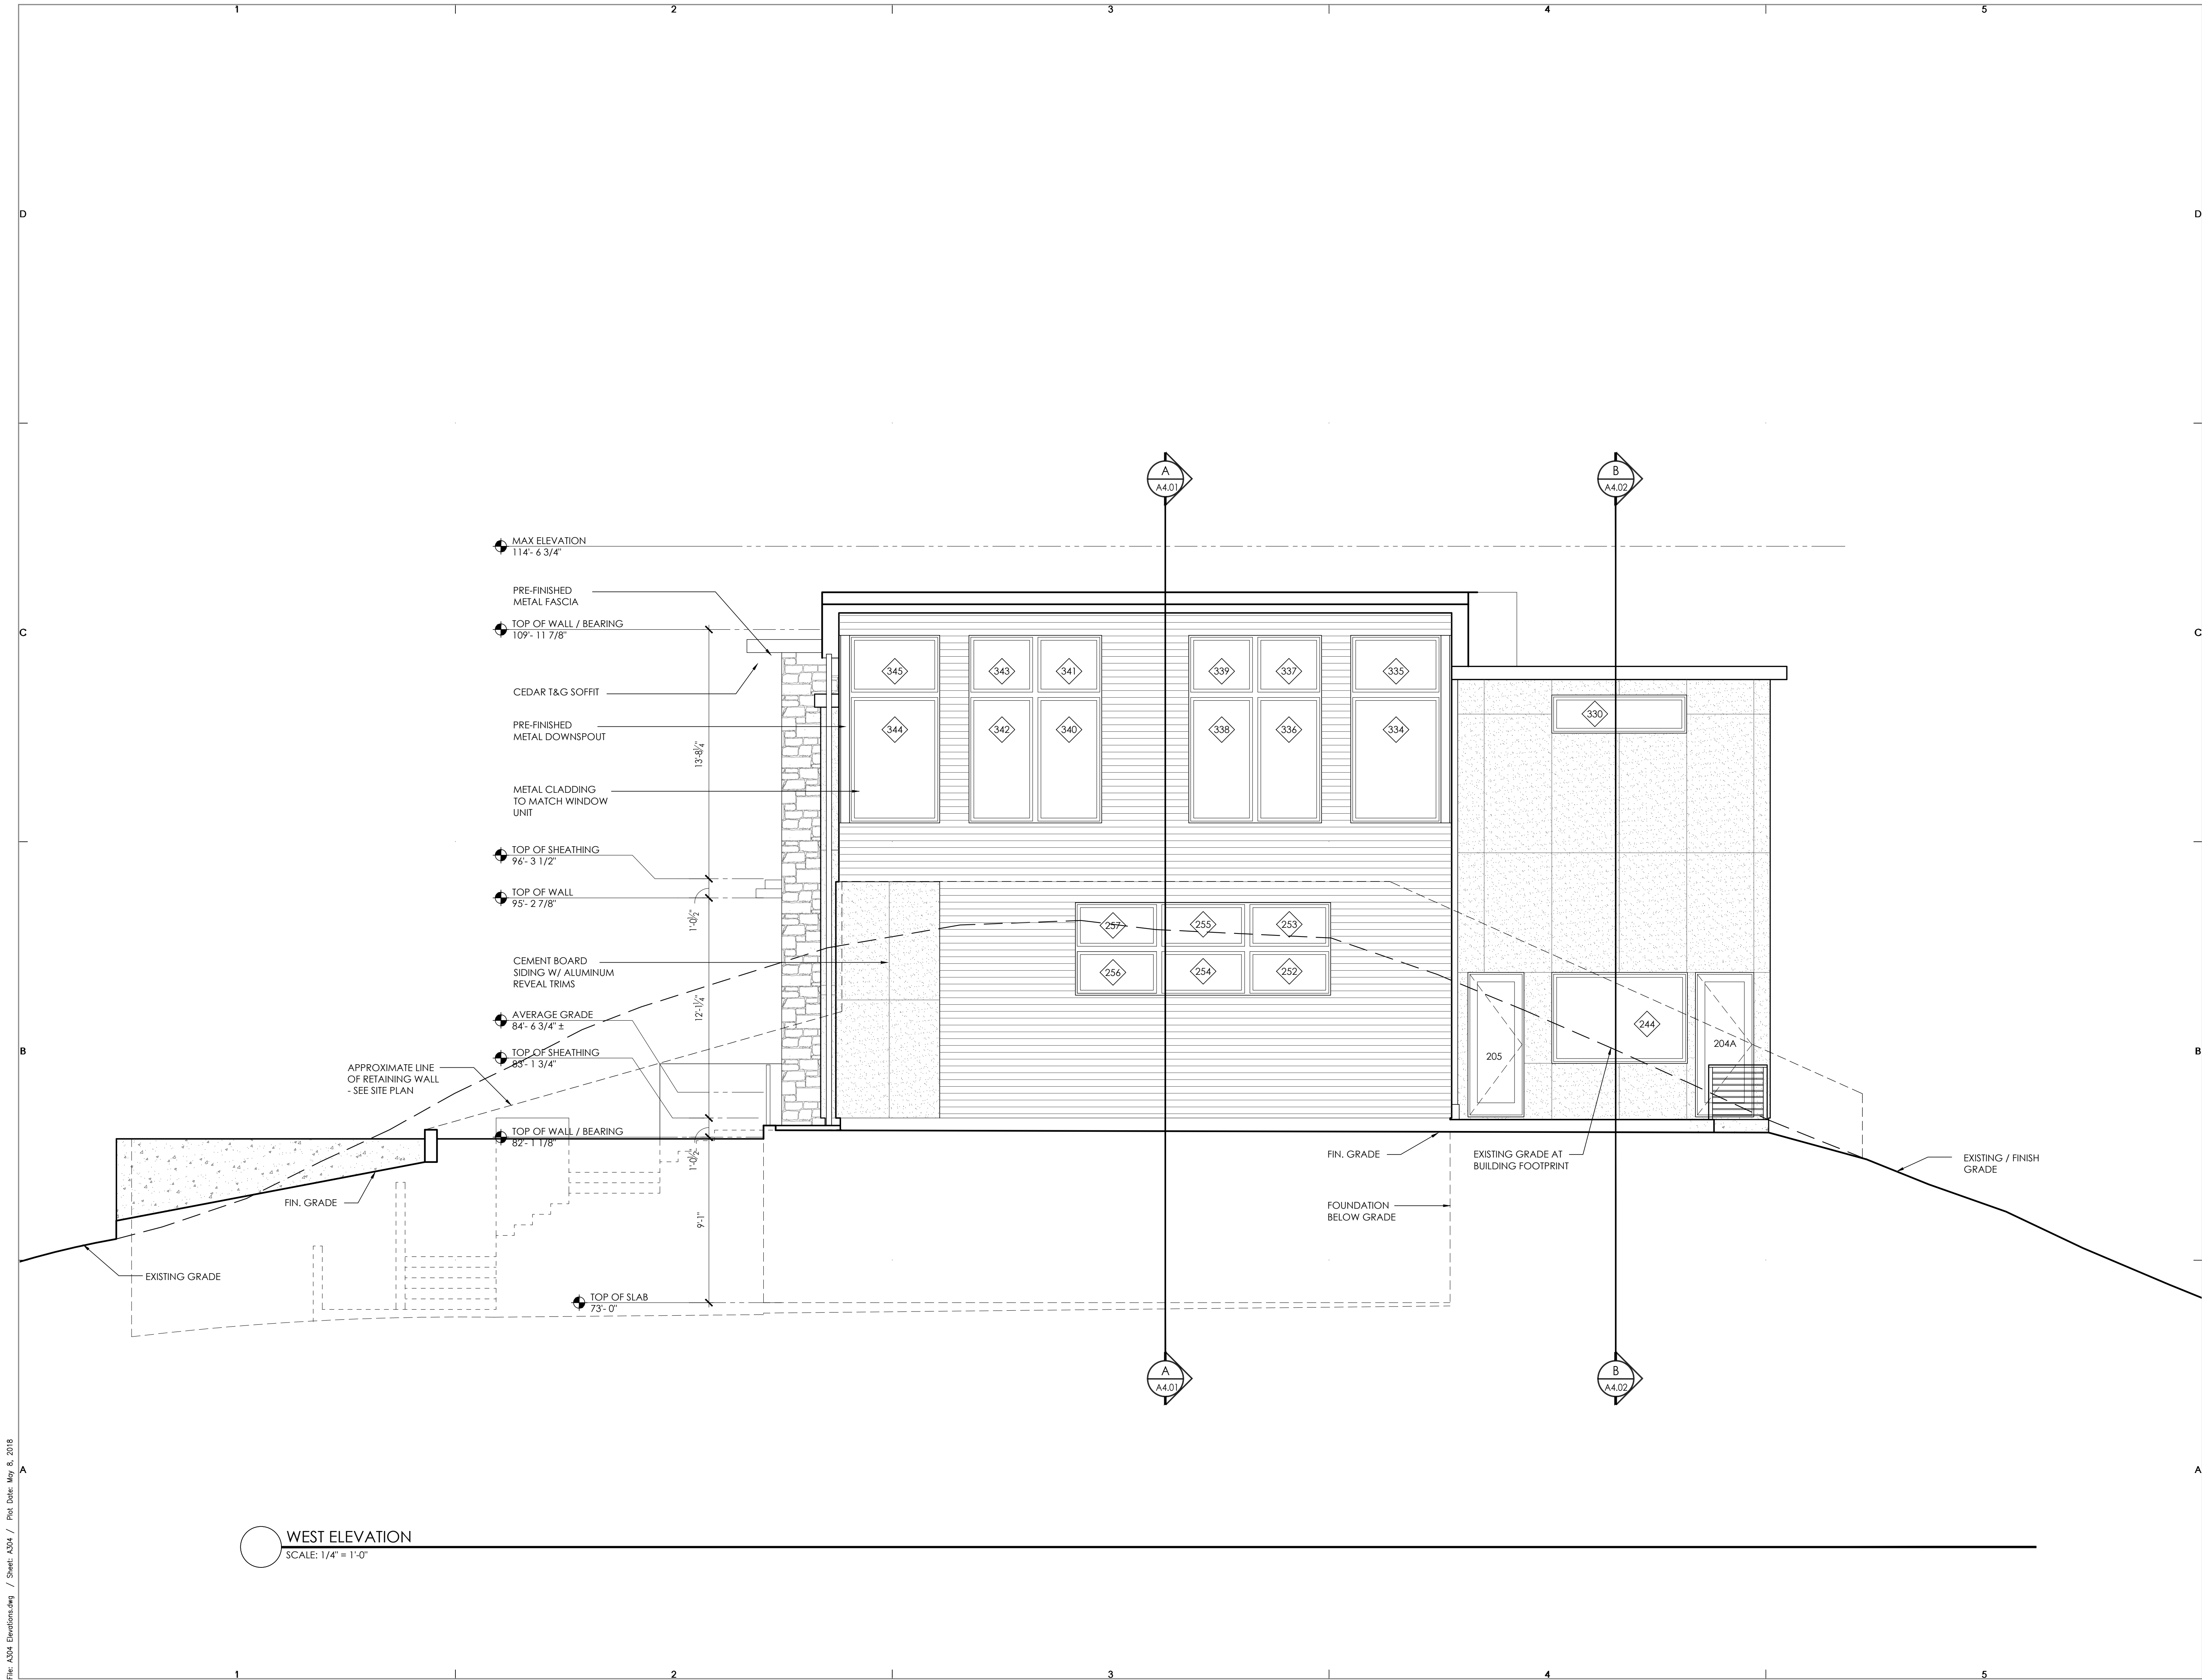 1 2 3 4 5
D D
A B
A4.01 A4.02
MAX ELEVATION
114'- 6 3/4"
PRE-FINISHED
METAL FASCIA
TOP OF WALL / BEARING
109'- 11 7/8"
C C
345 343 341 339 337 335
CEDAR T&G SOFFIT
330
PRE-FINISHED
METAL DOWNSPOUT
344 342 340 338 336 334
13'-8 1/4"
METAL CLADDING
TO MATCH WINDOW
UNIT
TOP OF SHEATHING
96'- 3 1/2"
TOP OF WALL
95'- 2 7/8"
1'-0 1/2"
257 255 253
CEMENT BOARD
SIDING W/ ALUMINUM
REVEAL TRIMS
256 254 252
12'-1 1/4"
AVERAGE GRADE
84'- 6 3/4" ±
244
204A
205
B B
TOP OF SHEATHING
83'- 1 3/4"
APPROXIMATE LINE
OF RETAINING WALL
- SEE SITE PLAN
TOP OF WALL / BEARING
82'- 1 1/8"
1'-0 1/2"
FIN. GRADE
EXISTING GRADE AT
BUILDING FOOTPRINT
EXISTING / FINISH
GRADE
FIN. GRADE
FOUNDATION
BELOW GRADE
9'-1"
EXISTING GRADE
TOP OF SLAB
73'- 0"
A B
A4.01 A4.02
A A
WEST ELEVATION
SCALE: 1/4" = 1'-0"
File: A304 Elevations.dwg / Sheet: A304 / Plot Date: May 8, 2018
1 2 3 4 5